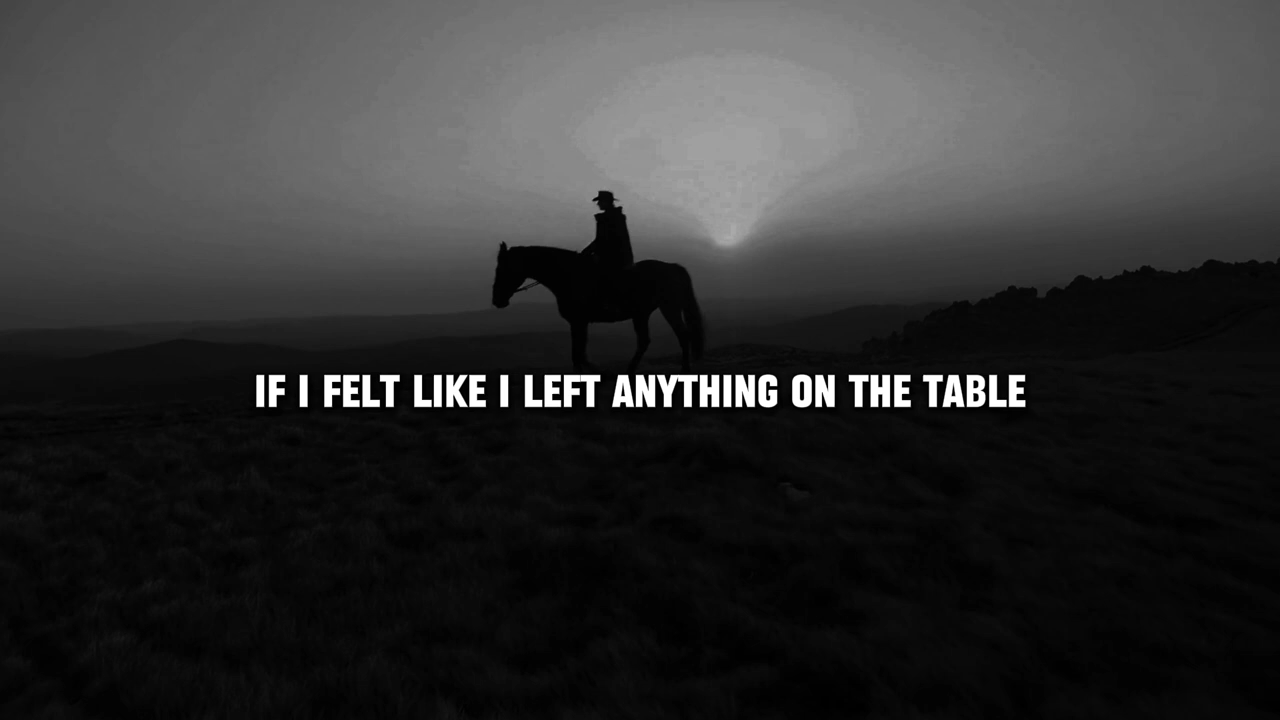 IF I FELT LIKE I LEFT ANYTHING ON THE TABLE